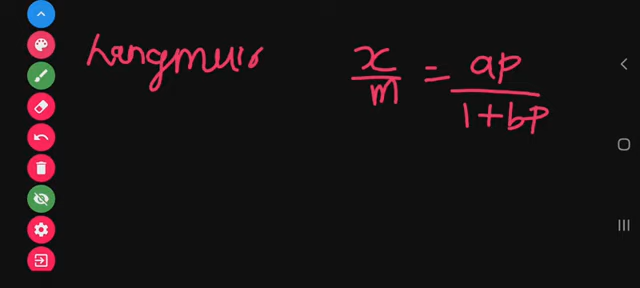 Langmuir x/m = ap/(1+bp)